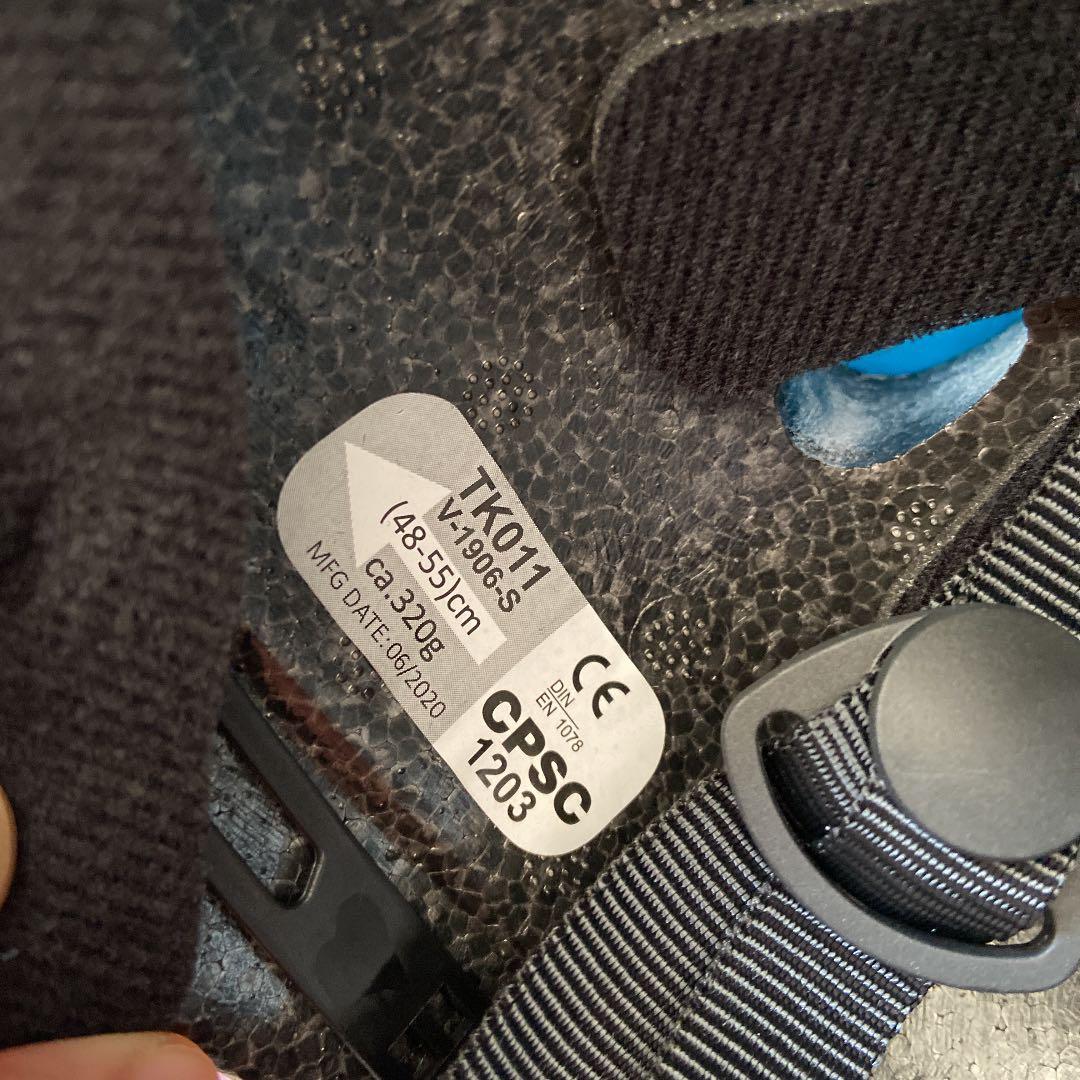 TK011
V-1906-S
(48-55)cm
ca.320g
MFG DATE:06/2020
CE
DIN
EN 1078
CPSC
1203